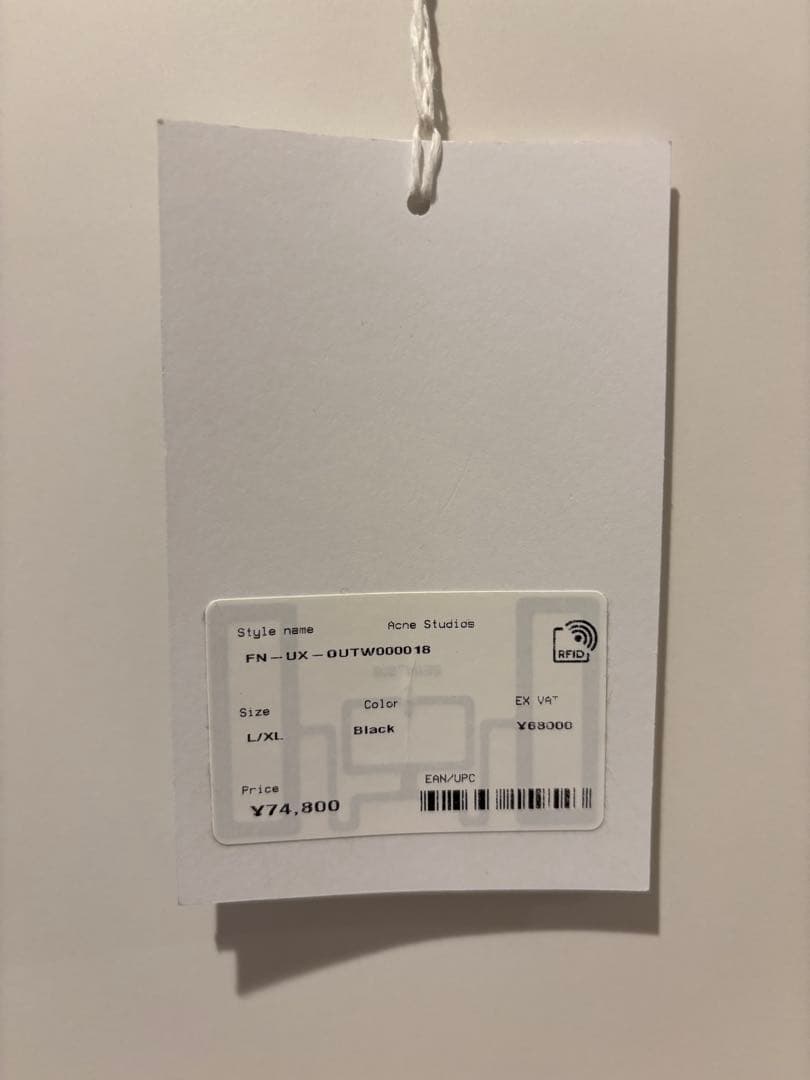 Style name
Acne Studios
FN-UX-OUTW000018
RFID
Size
Color
EX VAT
L/XL
Black
¥68000
EAN/UPC
Price
¥74,800